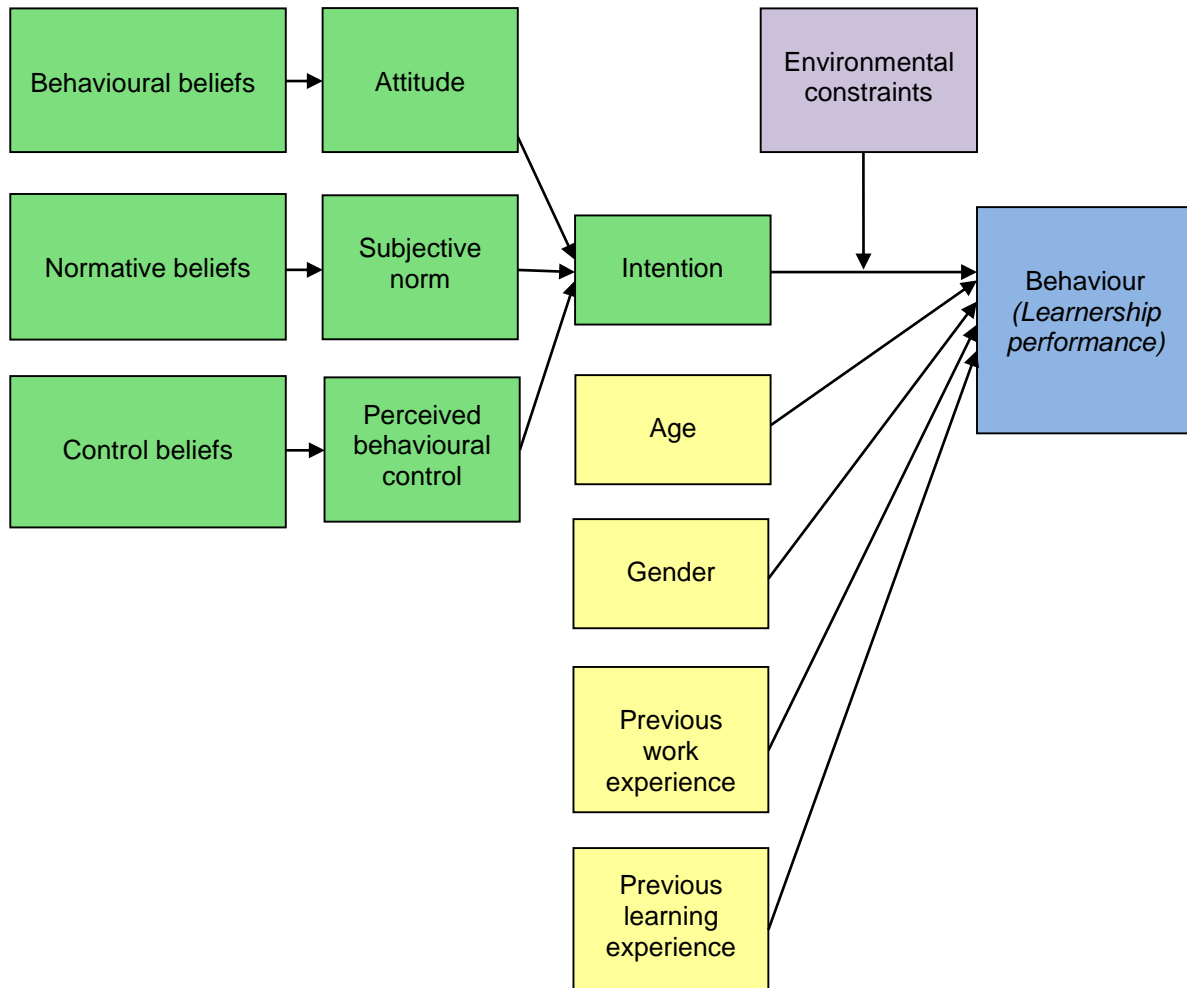 Behavioural beliefs
Attitude
Environmental
constraints
Normative beliefs
Subjective
norm
Intention
Behaviour
(Learnership
performance)
Control beliefs
Perceived
behavioural
control
Age
Gender
Previous
work
experience
Previous
learning
experience